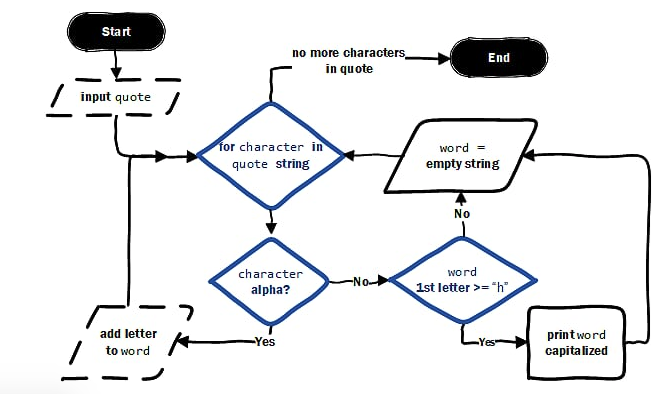 Start
no more characters
in quote
End
input quote
for character in
quote string
word =
empty string
No
character
alpha?
No
word
1st letter >= "h"
add letter
to word
Yes
Yes
print word
capitalized